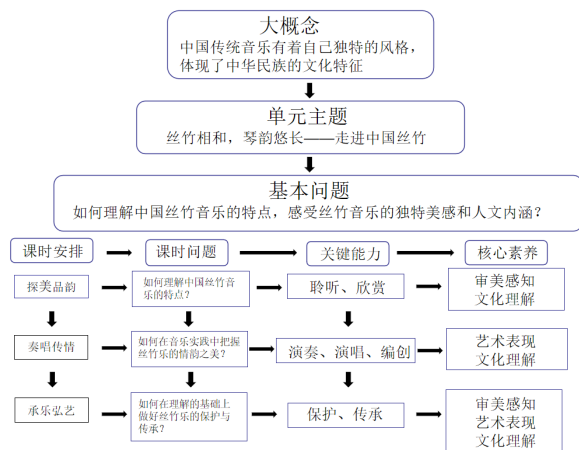 大概念
中国传统音乐有着自己独特的风格，
体现了中华民族的文化特征
单元主题
丝竹相和，琴韵悠长——走进中国丝竹
基本问题
如何理解中国丝竹音乐的特点，感受丝竹音乐的独特美感和人文内涵？
课时安排
课时问题
关键能力
核心素养
探美品韵
如何理解中国丝竹音
乐的特点？
聆听、欣赏
审美感知
文化理解
奏唱传情
如何在音乐实践中把握
丝竹乐的情韵之美？
演奏、演唱、编创
艺术表现
文化理解
承乐弘艺
如何在理解的基础上
做好丝竹乐的保护与
传承？
保护、传承
审美感知
艺术表现
文化理解